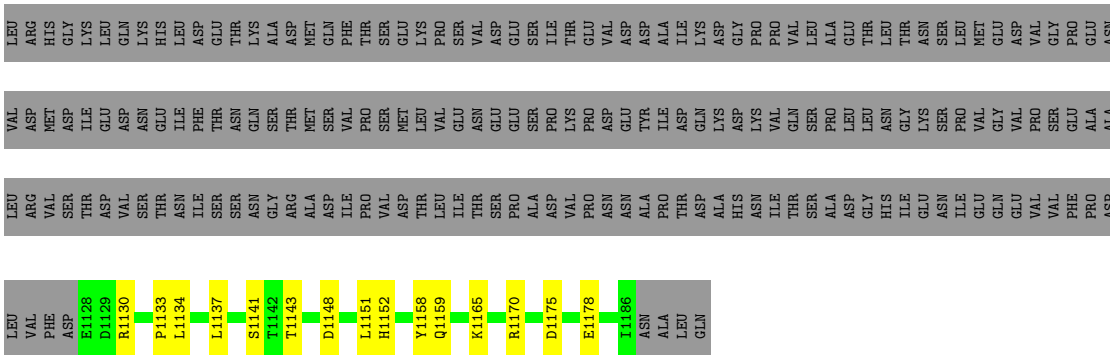 LEU ARG HIS GLY LYS LEU GLN LYS HIS LEU ASP GLU THR LYS ALA ASP MET GLN PHE THR SER GLU LYS PRO SER VAL ASP GLU SER ILE THR GLU VAL ASP ASP ALA ILE LYS ASP GLY PRO PRO VAL LEU ALA GLU THR LEU THR ASN SER LEU MET GLU ASP VAL GLY PRO GLU ASN
VAL ASP MET ASP ILE GLU ASP ASN GLU ILE PHE THR ASN GLN SER THR MET SER VAL PRO SER MET LEU VAL GLU ASN GLU GLU SER PRO LYS PRO ASP GLU TYR ILE ASP GLN LYS ASP LYS VAL GLN SER PRO LEU LEU ASN GLY LYS SER PRO VAL GLY VAL PRO SER GLU ALA ALA
LEU ARG VAL SER THR ASP VAL SER THR ASN ILE SER SER ASN GLY ARG ALA ASP ILE PRO VAL ASP THR LEU ILE THR SER PRO ALA ASP VAL PRO ASN ASN ALA PRO THR ASP ALA HIS ASN ILE THR SER ALA ASP GLY HIS ILE GLU ASN ILE GLU GLN GLU VAL VAL PHE PRO ASP
LEU VAL PHE ASP E1128 D1129 R1130 P1133 L1134 L1137 S1141 T1142 T1143 D1148 L1151 H1152 Y1158 Q1159 K1165 R1170 D1175 E1178 I1186 ASN ALA LEU GLN